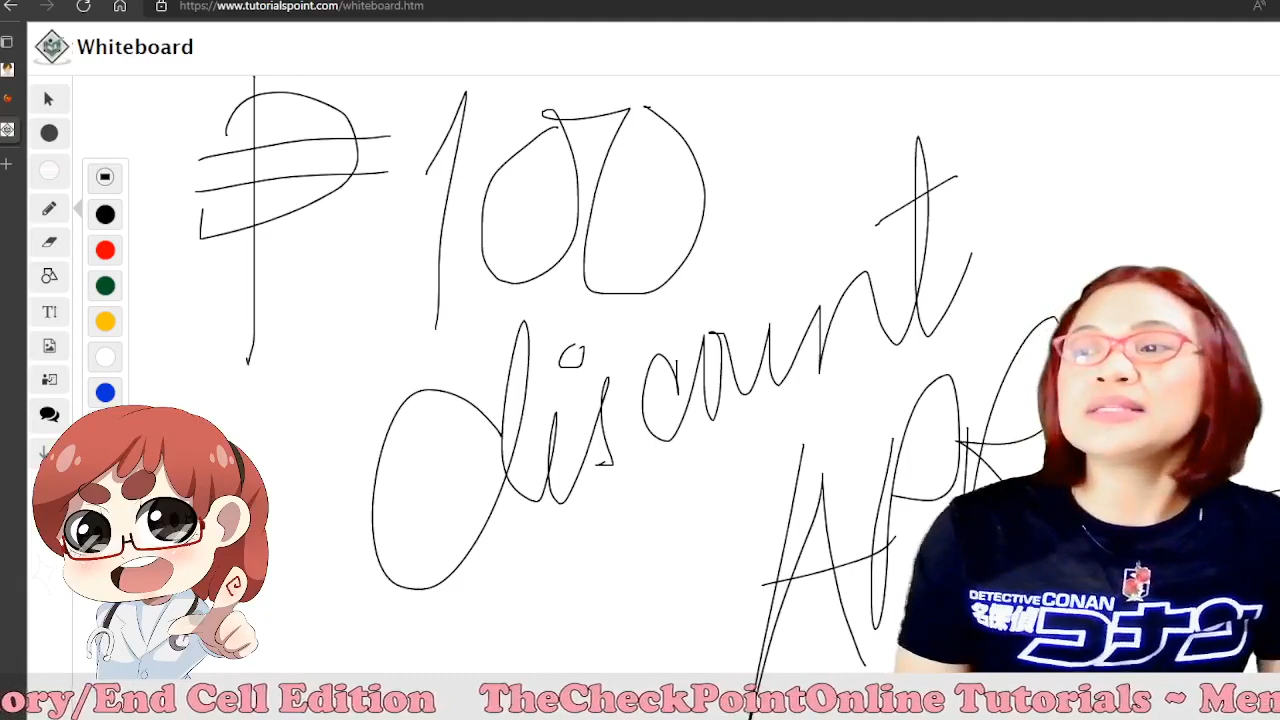 https://www.tutorialspoint.com/whiteboard.htm
Whiteboard
₱100
discount
TI
DETECTIVE CONAN
名探偵
コナン
ory/End Cell Edition TheCheckPointOnline Tutorials ~ Mem